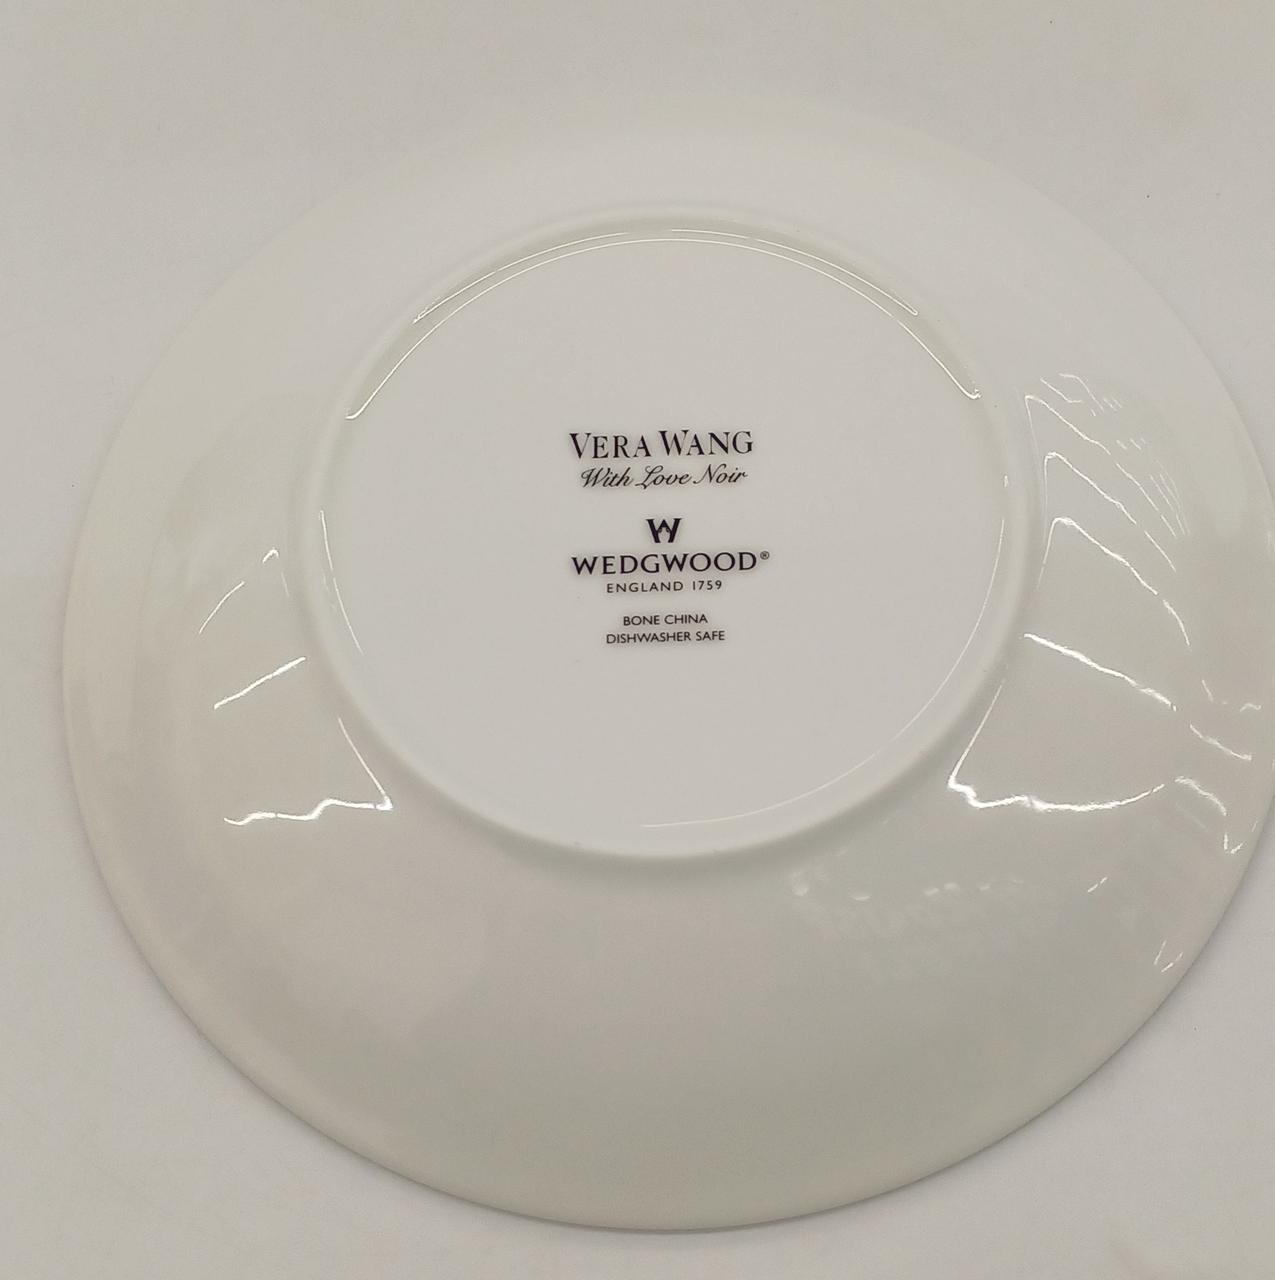 VERA WANG
With Love Noir
W
WEDGWOOD®
ENGLAND 1759
BONE CHINA
DISHWASHER SAFE